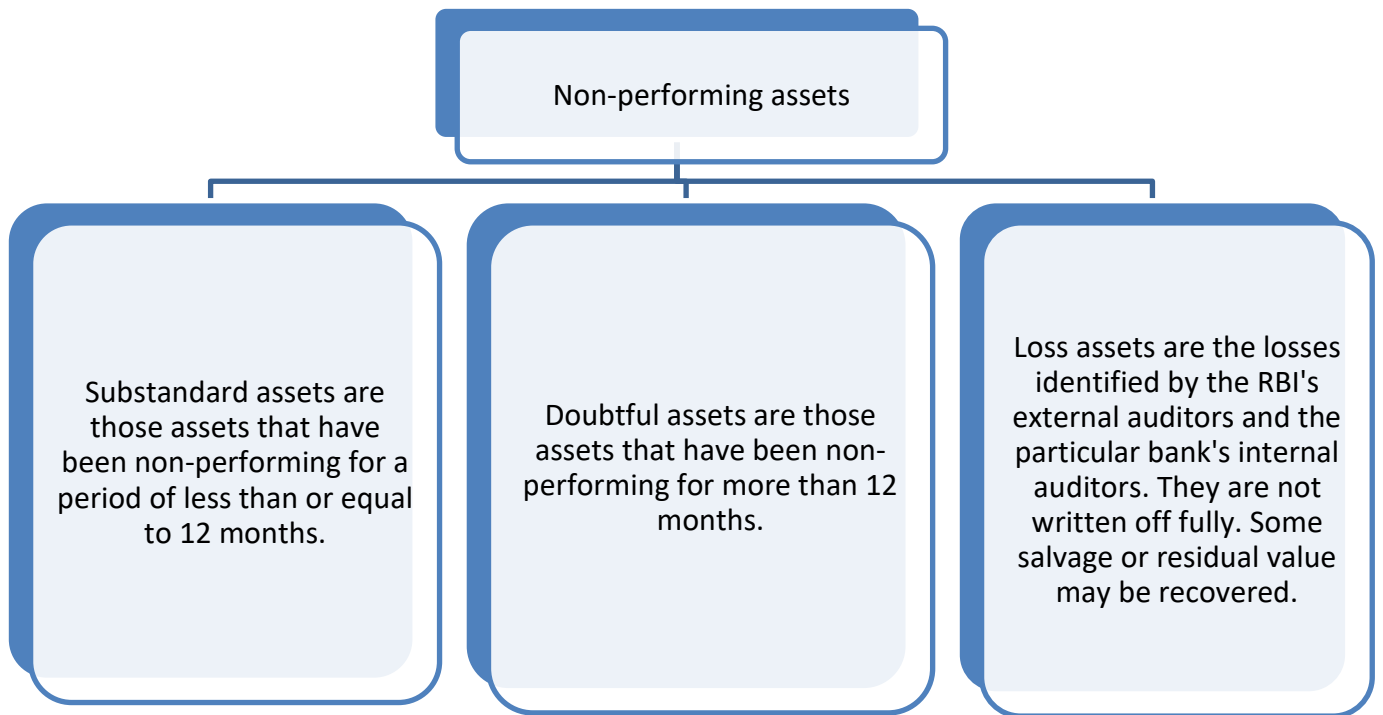 Non-performing assets
Substandard assets are
those assets that have
been non-performing for a
period of less than or equal
to 12 months.
Doubtful assets are those
assets that have been non-
performing for more than 12
months.
Loss assets are the losses
identified by the RBI's
external auditors and the
particular bank's internal
auditors. They are not
written off fully. Some
salvage or residual value
may be recovered.